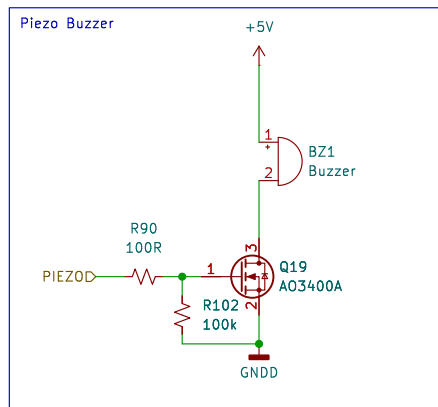 Piezo Buzzer
+5V
1
+
2
BZ1
Buzzer
R90
100R
PIEZO
1
3
Q19
AO3400A
2
R102
100k
GNDD